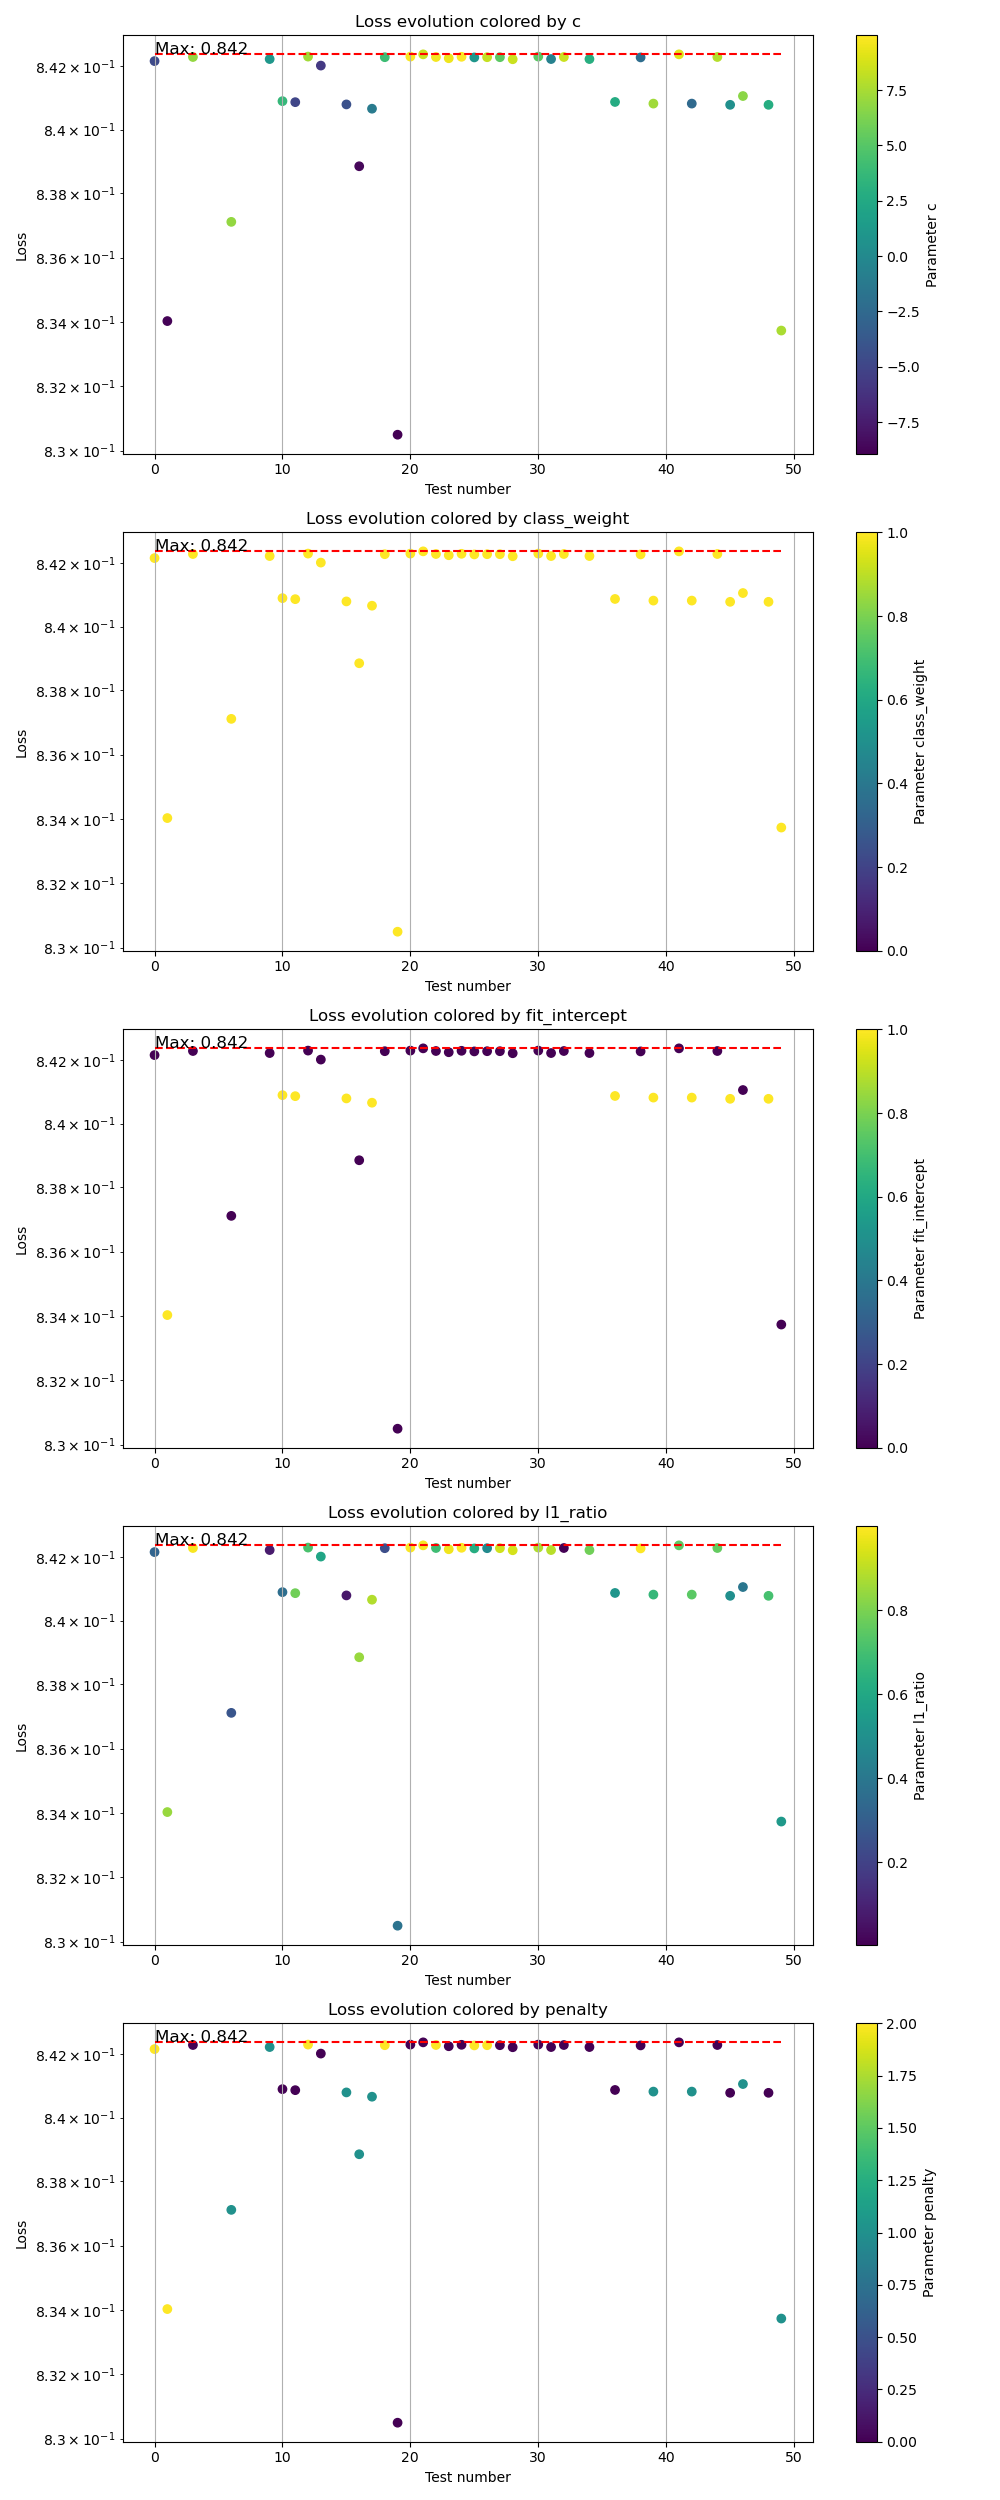 Loss evolution colored by c
Max: 0.842
8.42 × 10⁻¹
8.4 × 10⁻¹
8.38 × 10⁻¹
8.36 × 10⁻¹
8.34 × 10⁻¹
8.32 × 10⁻¹
8.3 × 10⁻¹
Loss
0 10 20 30 40 50
Test number
7.5
5.0
2.5
0.0
−2.5
−5.0
−7.5
Parameter c
Loss evolution colored by class_weight
Max: 0.842
8.42 × 10⁻¹
8.4 × 10⁻¹
8.38 × 10⁻¹
8.36 × 10⁻¹
8.34 × 10⁻¹
8.32 × 10⁻¹
8.3 × 10⁻¹
Loss
0 10 20 30 40 50
Test number
1.0
0.8
0.6
0.4
0.2
0.0
Parameter class_weight
Loss evolution colored by fit_intercept
Max: 0.842
8.42 × 10⁻¹
8.4 × 10⁻¹
8.38 × 10⁻¹
8.36 × 10⁻¹
8.34 × 10⁻¹
8.32 × 10⁻¹
8.3 × 10⁻¹
Loss
0 10 20 30 40 50
Test number
1.0
0.8
0.6
0.4
0.2
0.0
Parameter fit_intercept
Loss evolution colored by l1_ratio
Max: 0.842
8.42 × 10⁻¹
8.4 × 10⁻¹
8.38 × 10⁻¹
8.36 × 10⁻¹
8.34 × 10⁻¹
8.32 × 10⁻¹
8.3 × 10⁻¹
Loss
0 10 20 30 40 50
Test number
0.8
0.6
0.4
0.2
Parameter l1_ratio
Loss evolution colored by penalty
Max: 0.842
8.42 × 10⁻¹
8.4 × 10⁻¹
8.38 × 10⁻¹
8.36 × 10⁻¹
8.34 × 10⁻¹
8.32 × 10⁻¹
8.3 × 10⁻¹
Loss
0 10 20 30 40 50
Test number
2.00
1.75
1.50
1.25
1.00
0.75
0.50
0.25
0.00
Parameter penalty